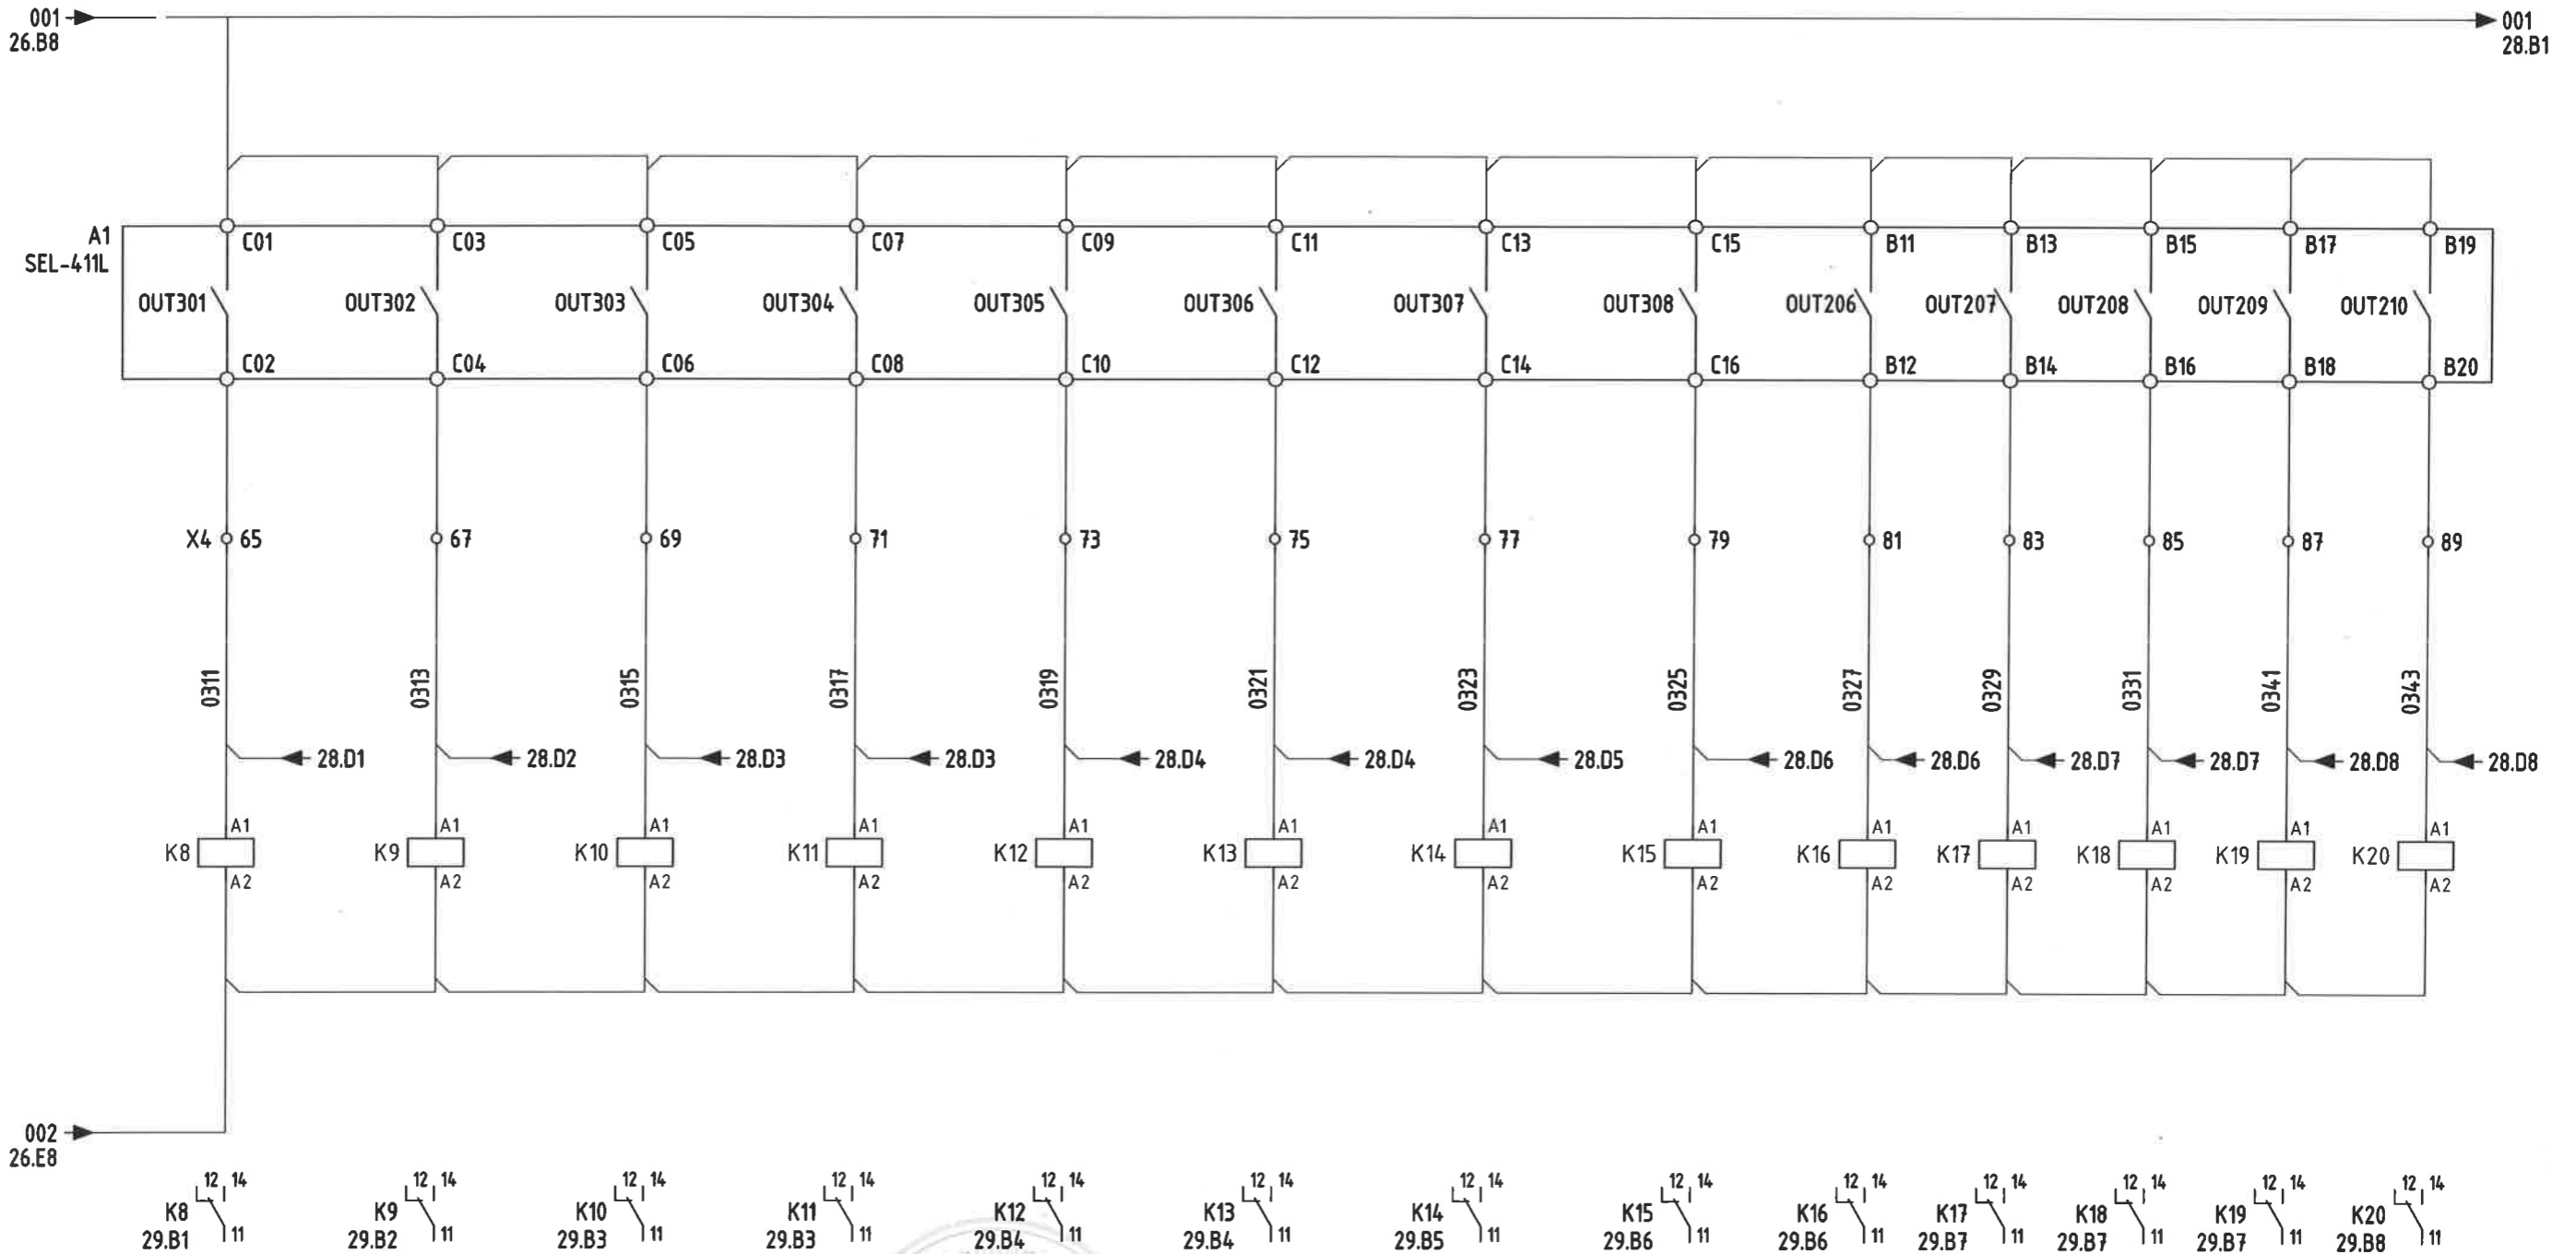 001 001
26.B8 28.B1
A1 C01 C03 C05 C07 C09 C11 C13 C15 B11 B13 B15 B17 B19
SEL-411L
OUT301 OUT302 OUT303 OUT304 OUT305 OUT306 OUT307 OUT308 OUT206 OUT207 OUT208 OUT209 OUT210
C02 C04 C06 C08 C10 C12 C14 C16 B12 B14 B16 B18 B20
X4 65 67 69 71 73 75 77 79 81 83 85 87 89
0311 0313 0315 0317 0319 0321 0323 0325 0327 0329 0331 0341 0343
28.D1 28.D2 28.D3 28.D3 28.D4 28.D4 28.D5 28.D6 28.D6 28.D7 28.D7 28.D8 28.D8
A1 A1 A1 A1 A1 A1 A1 A1 A1 A1 A1 A1 A1
K8 K9 K10 K11 K12 K13 K14 K15 K16 K17 K18 K19 K20
A2 A2 A2 A2 A2 A2 A2 A2 A2 A2 A2 A2 A2
002
26.E8
12 14 12 14 12 14 12 14 12 14 12 14 12 14 12 14 12 14 12 14 12 14 12 14 12 14
K8 K9 K10 K11 K12 K13 K14 K15 K16 K17 K18 K19 K20
11 11 11 11 11 11 11 11 11 11 11 11 11
29.B1 29.B2 29.B3 29.B3 29.B4 29.B4 29.B5 29.B6 29.B6 29.B7 29.B7 29.B7 29.B8